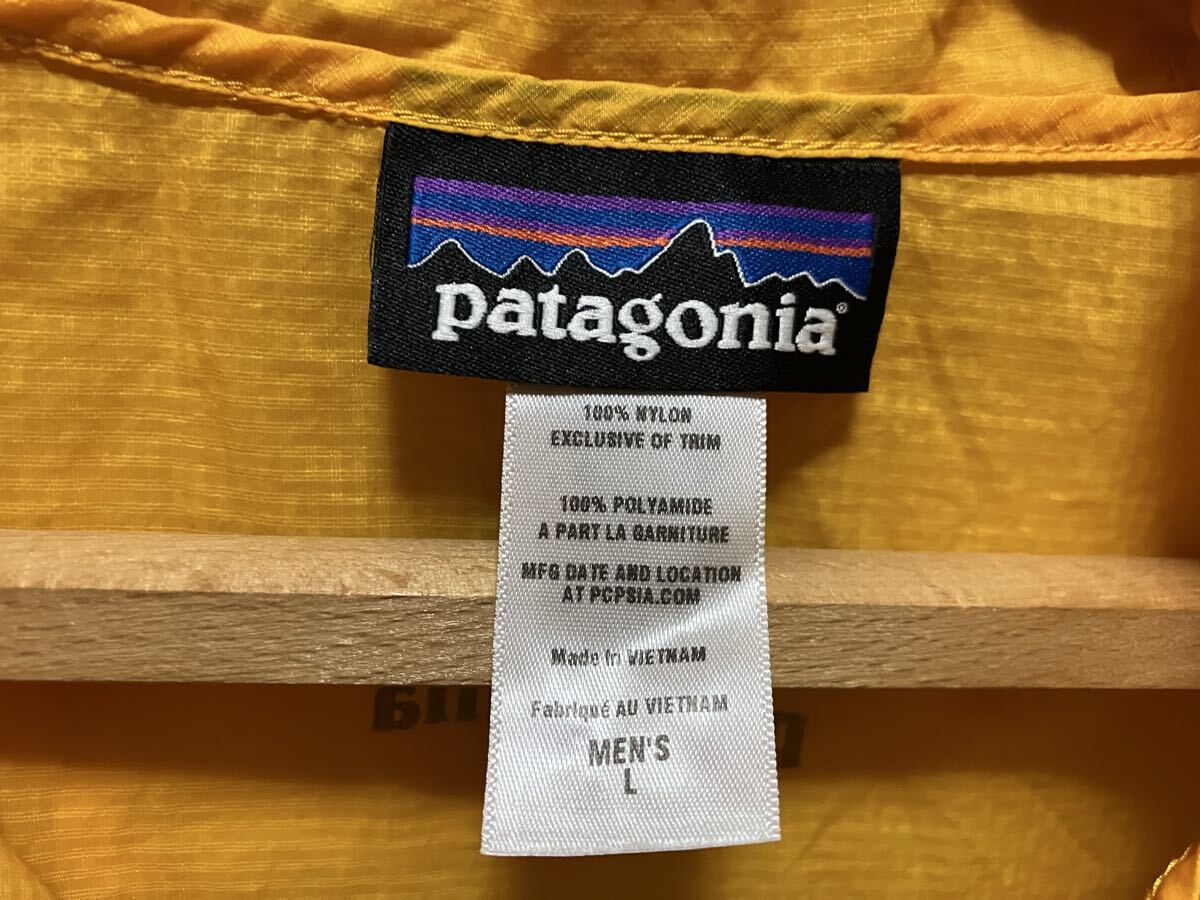 patagonia®
100% NYLON
EXCLUSIVE OF TRIM
100% POLYAMIDE
A PART LA GARNITURE
MFG DATE AND LOCATION
AT PCPSIA.COM
Made in VIETNAM
Fabriqué AU VIETNAM
MEN'S
L